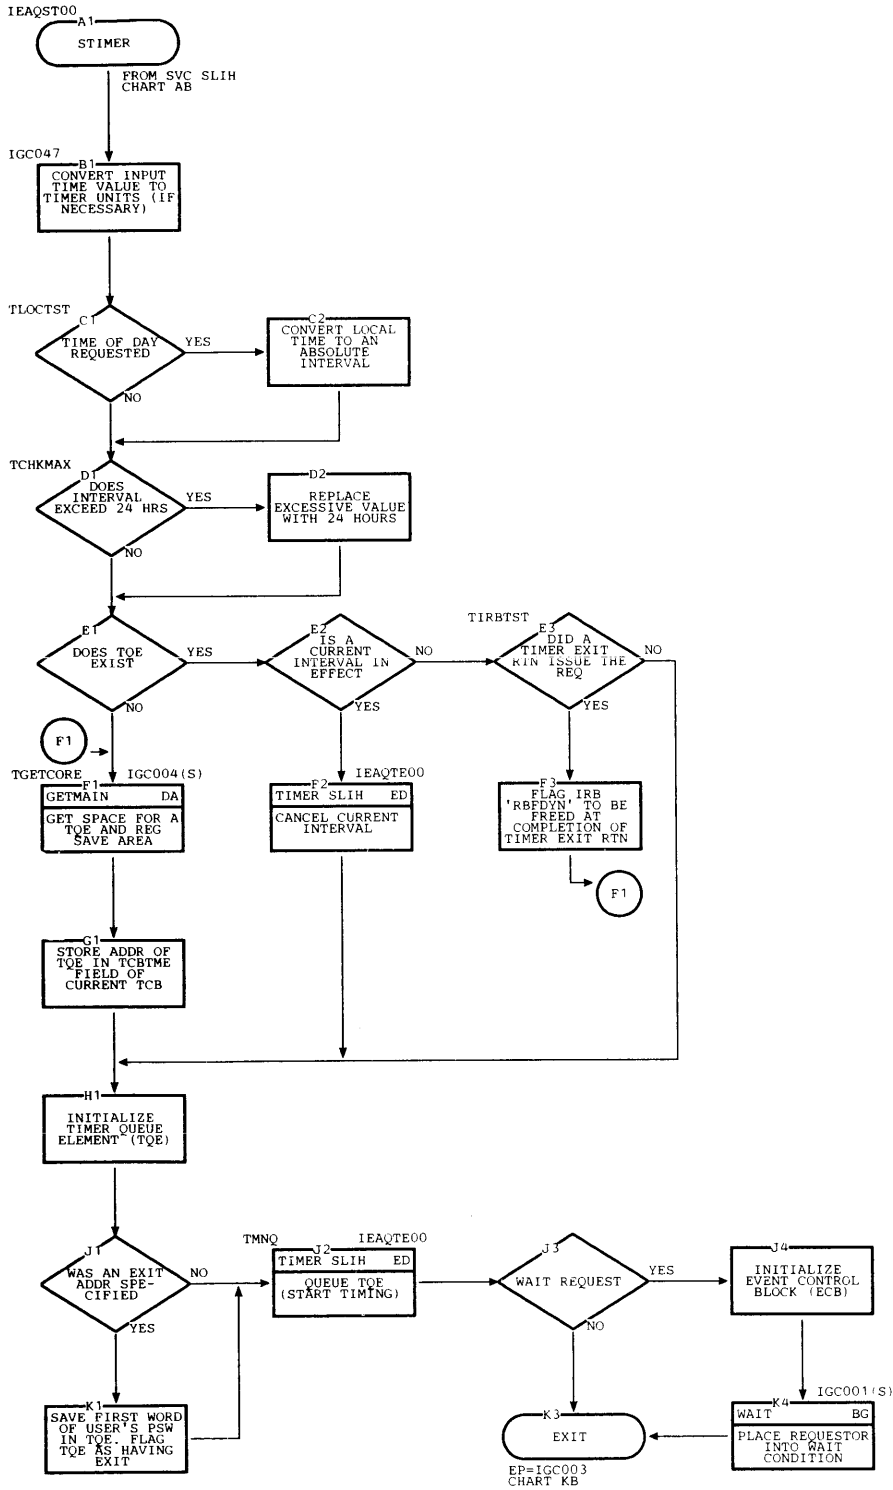 IEAQST00
A1
STIMER
FROM SVC SLIH
CHART AB
IGC047
B1
CONVERT INPUT
TIME VALUE TO
TIMER UNITS (IF
NECESSARY)
TLOCTST
C1
TIME OF DAY
REQUESTED
YES
NO
C2
CONVERT LOCAL
TIME TO AN
ABSOLUTE
INTERVAL
TCHKMAX
D1
DOES
INTERVAL
EXCEED 24 HRS
YES
NO
D2
REPLACE
EXCESSIVE VALUE
WITH 24 HOURS
E1
DOES TQE
EXIST
YES
NO
E2
IS A
CURRENT
INTERVAL IN
EFFECT
NO
YES
TIRBTST
E3
DID A
TIMER EXIT
RTN ISSUE THE
REQ
NO
YES
F1
TGETCORE
IGC004(S)
F1
GETMAIN DA
GET SPACE FOR A
TQE AND REG
SAVE AREA
IEAQTE00
F2
TIMER SLIH ED
CANCEL CURRENT
INTERVAL
F3
FLAG IRB
'RBFDYN' TO BE
FREED AT
COMPLETION OF
TIMER EXIT RTN
F1
G1
STORE ADDR OF
TQE IN TCBTME
FIELD OF
CURRENT TCB
H1
INITIALIZE
TIMER QUEUE
ELEMENT (TQE)
J1
WAS AN EXIT
ADDR SPE-
CIFIED
NO
YES
TMNQ
IEAQTE00
J2
TIMER SLIH ED
QUEUE TQE
(START TIMING)
J3
WAIT REQUEST
YES
NO
J4
INITIALIZE
EVENT CONTROL
BLOCK (ECB)
K1
SAVE FIRST WORD
OF USER'S PSW
IN TQE. FLAG
TQE AS HAVING
EXIT
K3
EXIT
EP=IGC003
CHART KB
IGC001(S)
K4
WAIT BG
PLACE REQUESTOR
INTO WAIT
CONDITION